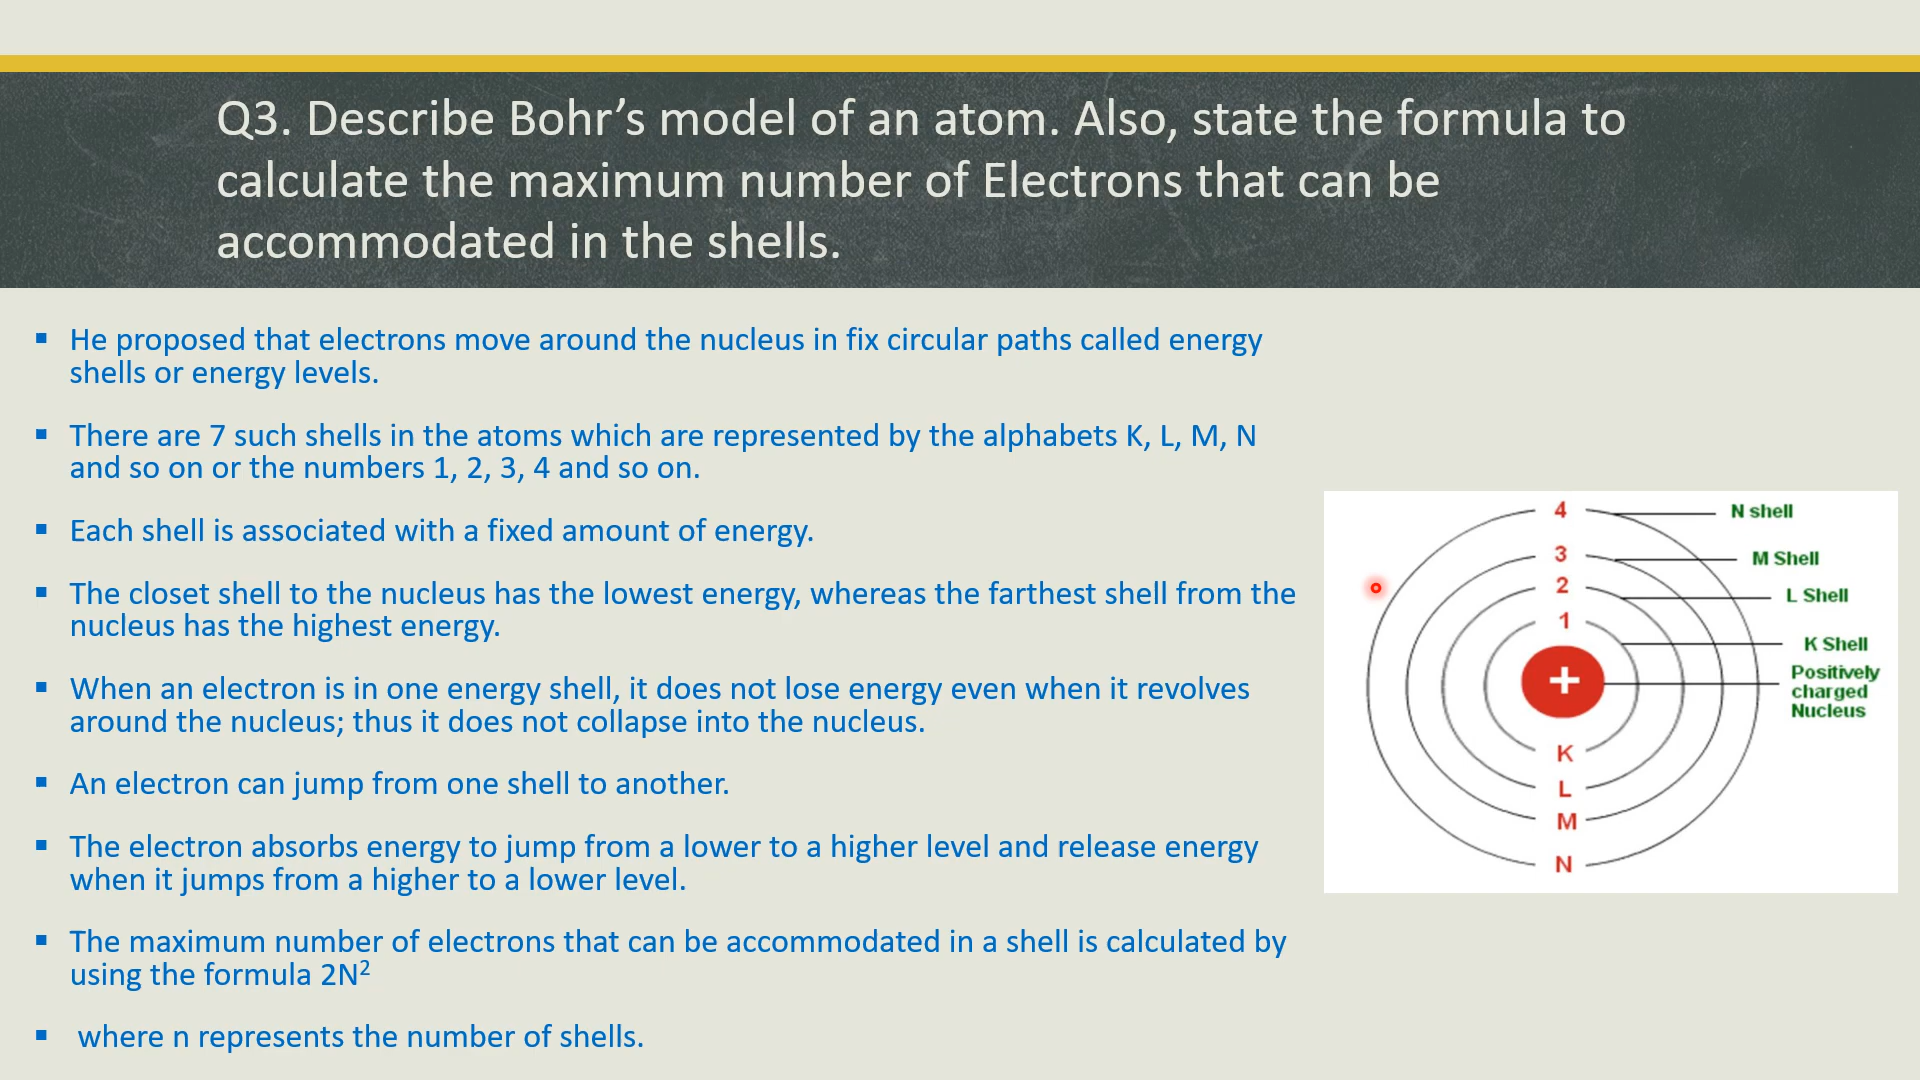 Q3. Describe Bohr’s model of an atom. Also, state the formula to
calculate the maximum number of Electrons that can be
accommodated in the shells.
▪ He proposed that electrons move around the nucleus in fix circular paths called energy
shells or energy levels.
▪ There are 7 such shells in the atoms which are represented by the alphabets K, L, M, N
and so on or the numbers 1, 2, 3, 4 and so on.
▪ Each shell is associated with a fixed amount of energy.
▪ The closet shell to the nucleus has the lowest energy, whereas the farthest shell from the
nucleus has the highest energy.
▪ When an electron is in one energy shell, it does not lose energy even when it revolves
around the nucleus; thus it does not collapse into the nucleus.
▪ An electron can jump from one shell to another.
▪ The electron absorbs energy to jump from a lower to a higher level and release energy
when it jumps from a higher to a lower level.
▪ The maximum number of electrons that can be accommodated in a shell is calculated by
using the formula 2N²
▪ where n represents the number of shells.
4 N shell
3 M Shell
2 L Shell
1 K Shell
+ Positively
charged
Nucleus
K
L
M
N